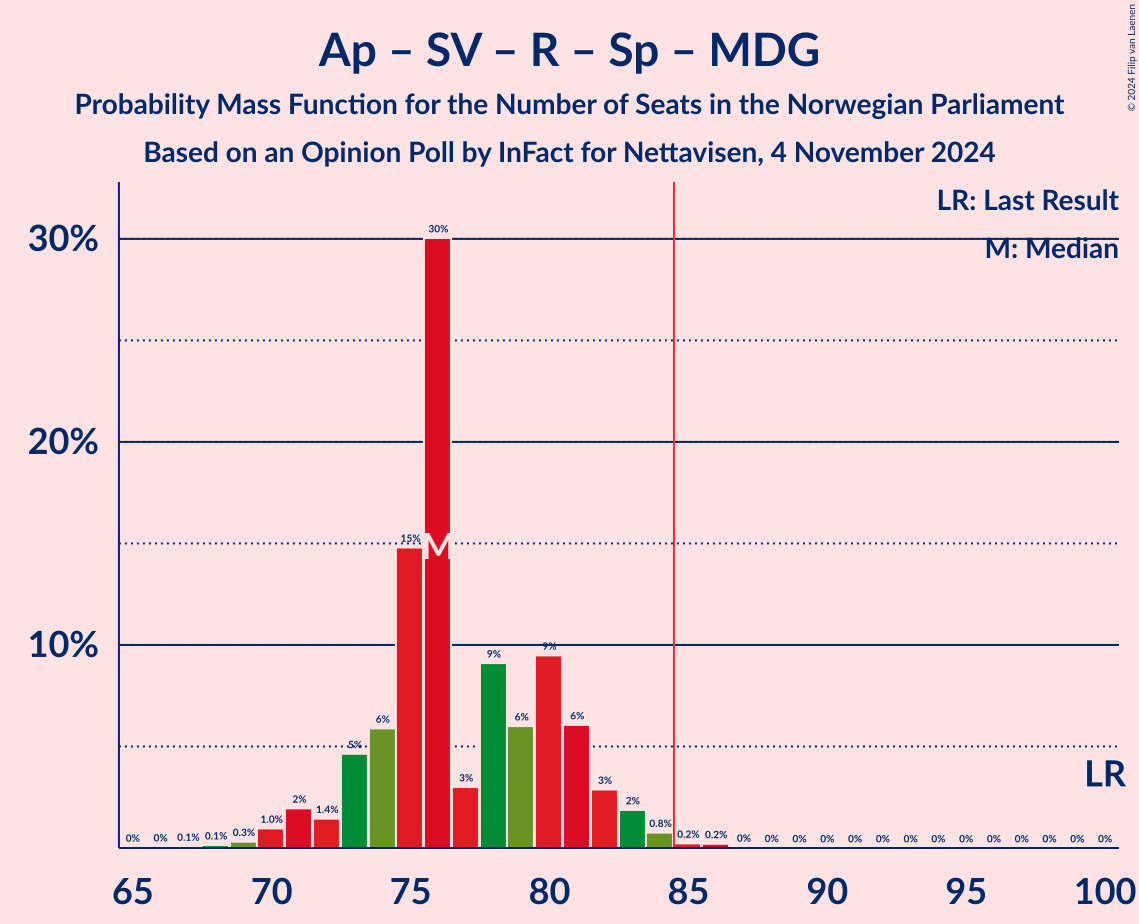 Ap – SV – R – Sp – MDG
Probability Mass Function for the Number of Seats in the Norwegian Parliament
Based on an Opinion Poll by InFact for Nettavisen, 4 November 2024
© 2024 Filip van Laenen
LR: Last Result
M: Median
30%
20%
10%
0% 0% 0.1% 0.1% 0.3% 1.0% 2% 1.4% 5% 6% 15% 30% 3% 9% 6% 9% 6% 3% 2% 0.8% 0.2% 0.2% 0% 0% 0% 0% 0% 0% 0% 0% 0% 0% 0% 0% 0% 0%
M
LR
65 70 75 80 85 90 95 100